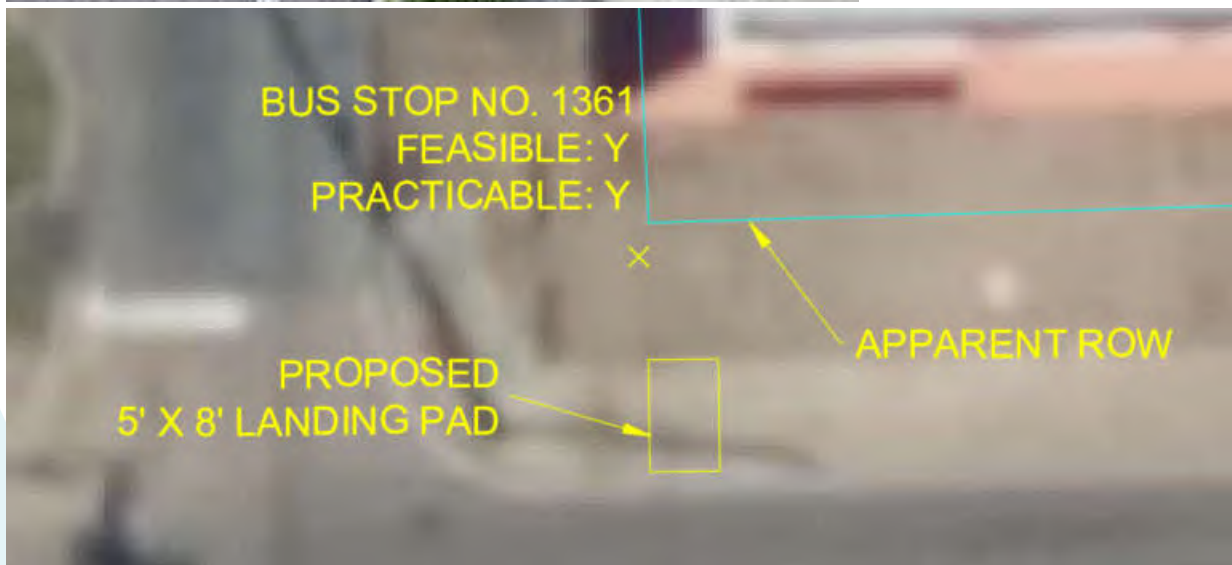 BUS STOP NO. 1361
FEASIBLE: Y
PRACTICABLE: Y
APPARENT ROW
PROPOSED
5' X 8' LANDING PAD